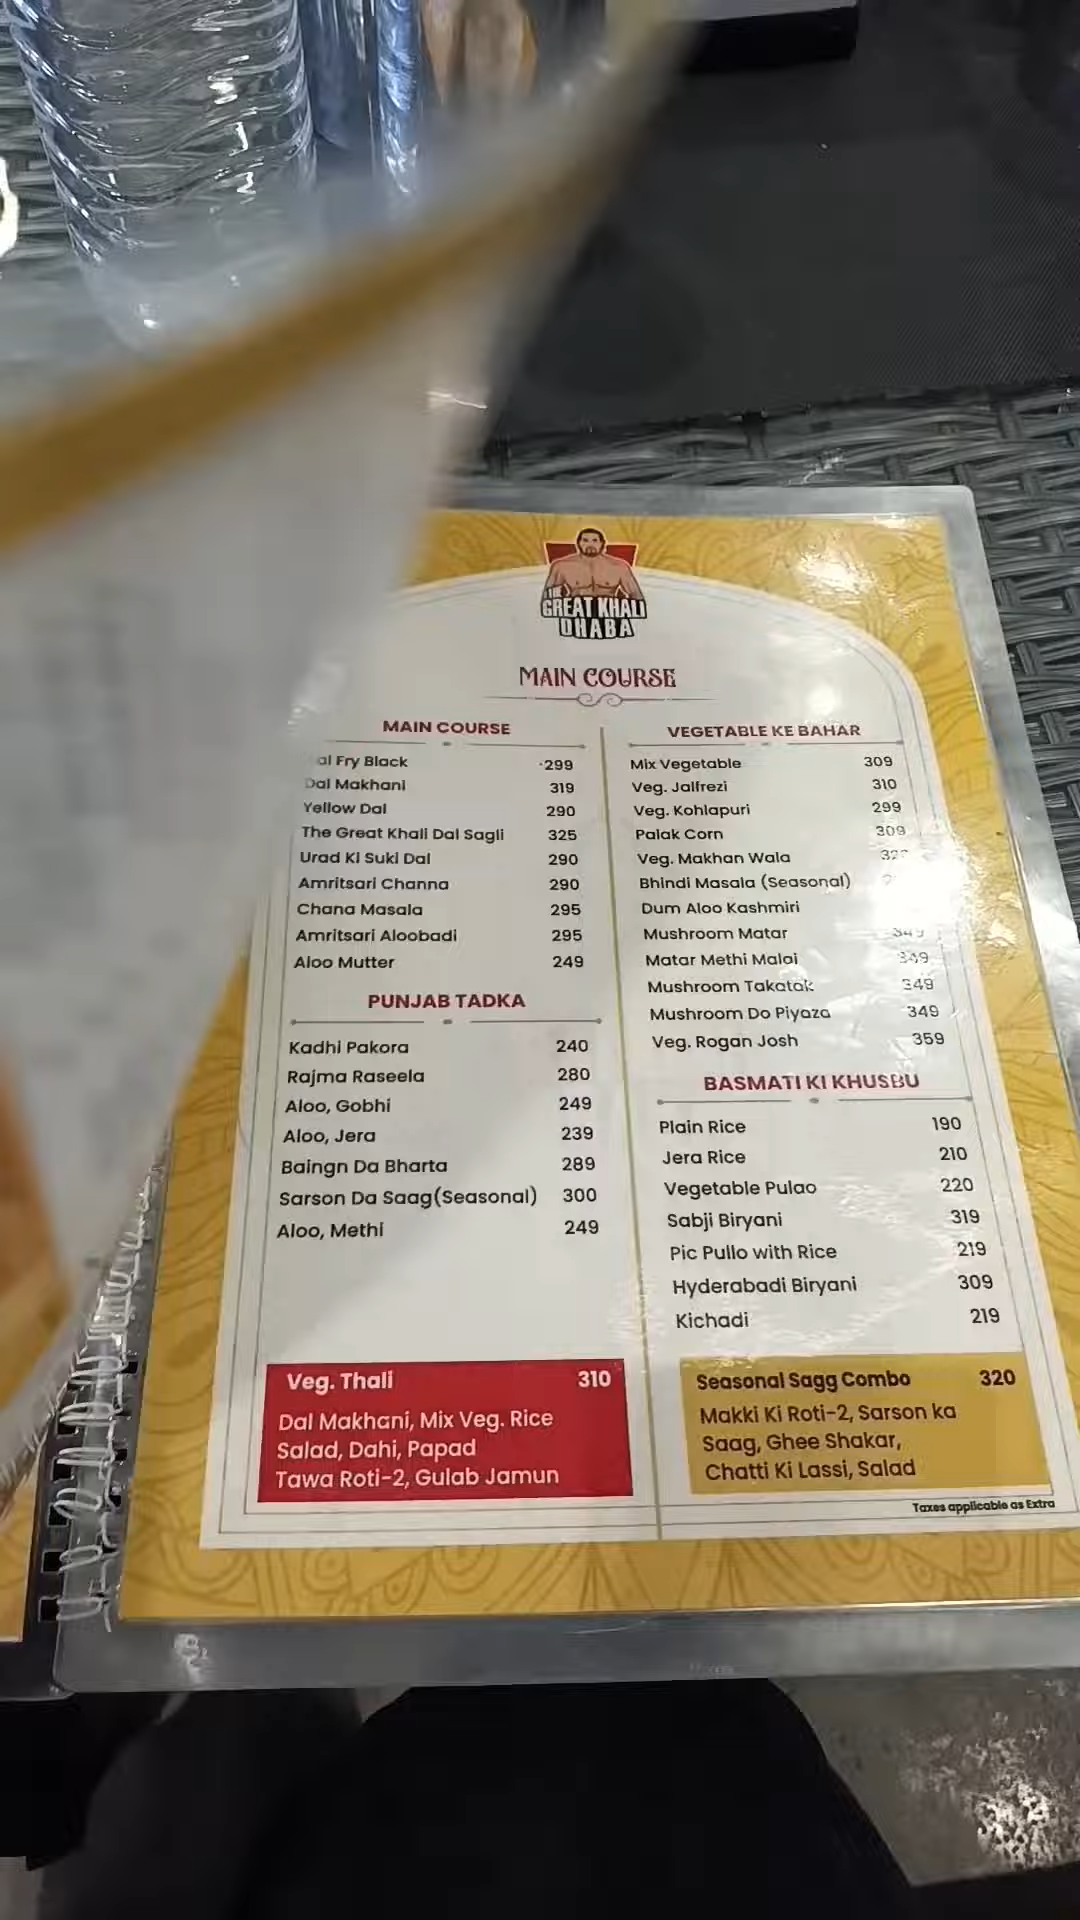 THE
GREAT KHALI
DHABA
MAIN COURSE
MAIN COURSE
Fry Black 299
Dal Makhani 319
Yellow Dal 290
The Great Khali Dal Sagli 325
Urad Ki Suki Dal 290
Amritsari Channa 290
Chana Masala 295
Amritsari Aloobadi 295
Aloo Mutter 249
PUNJAB TADKA
Kadhi Pakora 240
Rajma Raseela 280
Aloo, Gobhi 249
Aloo, Jera 239
Baingn Da Bharta 289
Sarson Da Saag(Seasonal) 300
Aloo, Methi 249
Veg. Thali 310
Dal Makhani, Mix Veg. Rice
Salad, Dahi, Papad
Tawa Roti-2, Gulab Jamun
VEGETABLE KE BAHAR
Mix Vegetable 309
Veg. Jalfrezi 310
Veg. Kohlapuri 299
Palak Corn 309
Veg. Makhan Wala
Bhindi Masala (Seasonal)
Dum Aloo Kashmiri
Mushroom Matar 349
Matar Methi Malai 349
Mushroom Takatak 349
Mushroom Do Piyaza 349
Veg. Rogan Josh 359
BASMATI KI KHUSBU
Plain Rice 190
Jera Rice 210
Vegetable Pulao 220
Sabji Biryani 319
Pic Pullo with Rice 219
Hyderabadi Biryani 309
Kichadi 219
Seasonal Sagg Combo 320
Makki Ki Roti-2, Sarson ka
Saag, Ghee Shakar,
Chatti Ki Lassi, Salad
Taxes applicable as Extra